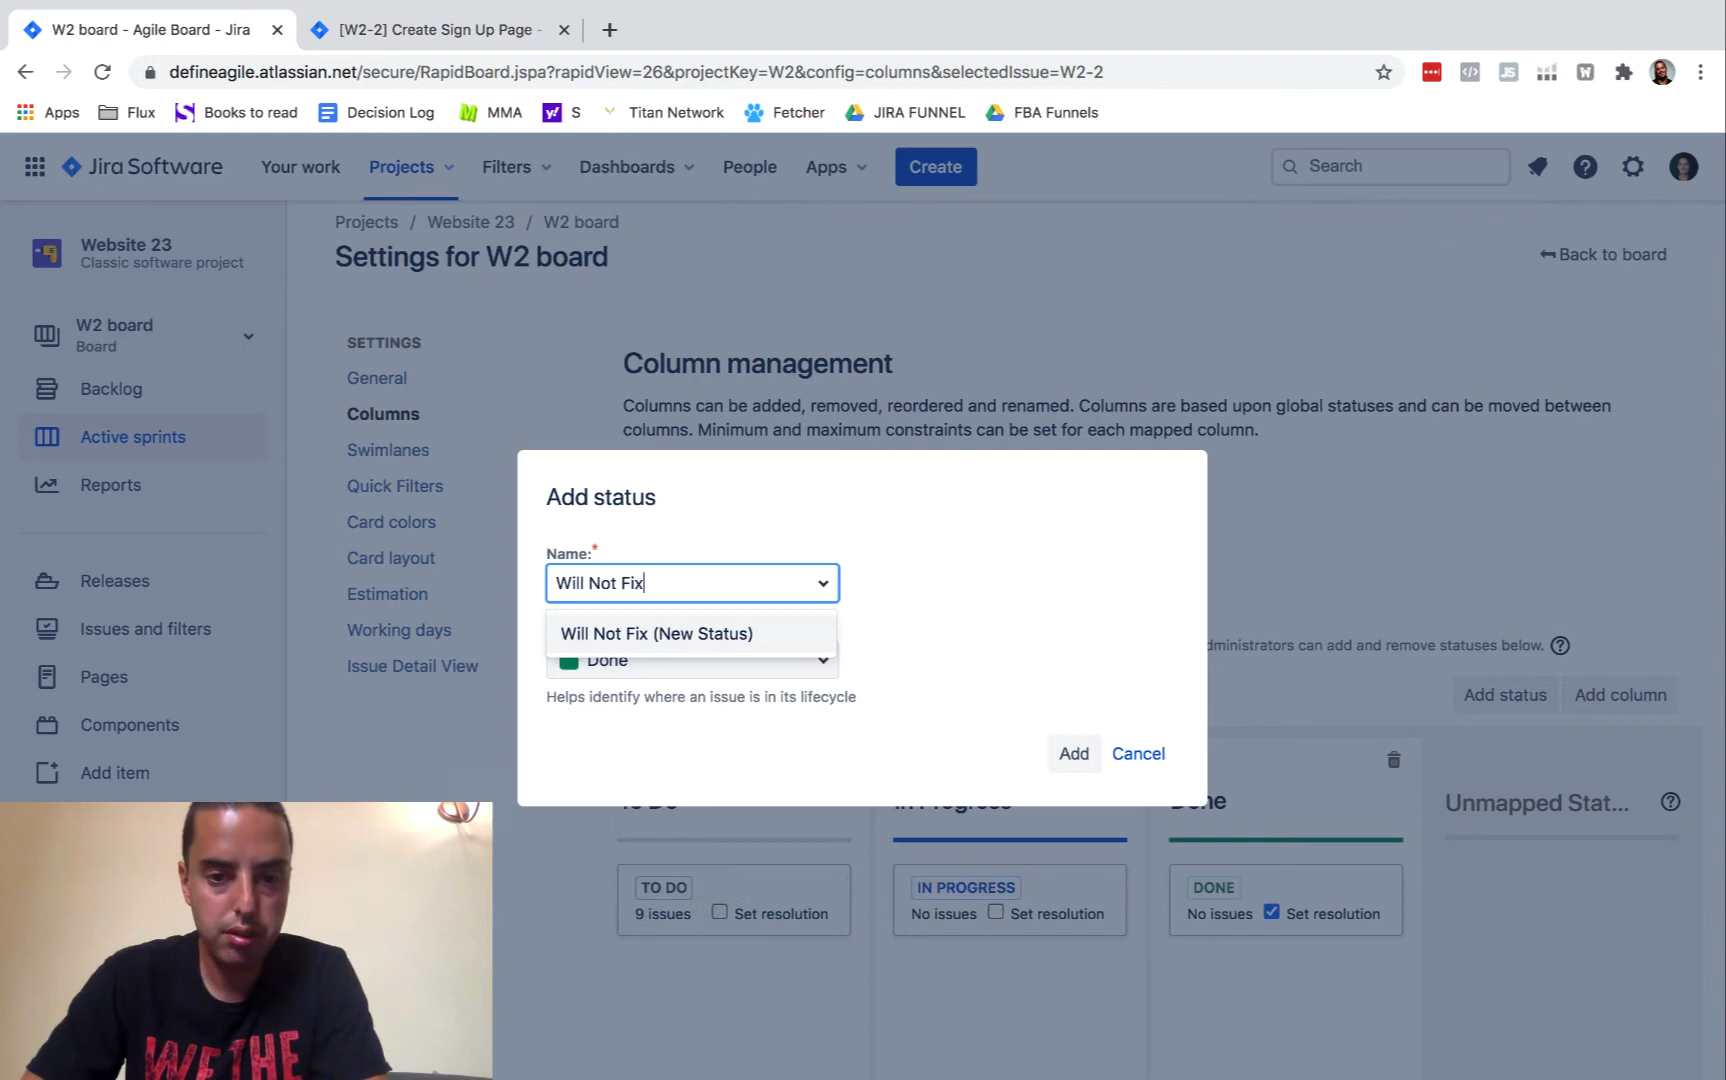 W2 board - Agile Board - Jira
[W2-2] Create Sign Up Page -
defineagile.atlassian.net/secure/RapidBoard.jspa?rapidView=26&projectKey=W2&config=columns&selectedIssue=W2-2
Apps
Flux
Books to read
Decision Log
MMA
S
Titan Network
Fetcher
JIRA FUNNEL
FBA Funnels
Jira Software
Your work
Projects
Filters
Dashboards
People
Apps
Create
Search
Website 23
Classic software project
W2 board
Board
Backlog
Active sprints
Reports
Releases
Issues and filters
Pages
Components
Add item
Projects / Website 23 / W2 board
Settings for W2 board
Back to board
SETTINGS
General
Columns
Swimlanes
Quick Filters
Card colors
Card layout
Estimation
Working days
Issue Detail View
Column management
Columns can be added, removed, reordered and renamed. Columns are based upon global statuses and can be moved between
columns. Minimum and maximum constraints can be set for each mapped column.
Add status
Name:*
Will Not Fix
Will Not Fix (New Status)
Done
Helps identify where an issue is in its lifecycle
Add
Cancel
dministrators can add and remove statuses below.
Add status
Add column
To Do
In Progress
Done
Unmapped Stat...
TO DO
9 issues
Set resolution
IN PROGRESS
No issues
Set resolution
DONE
No issues
Set resolution
WE THE